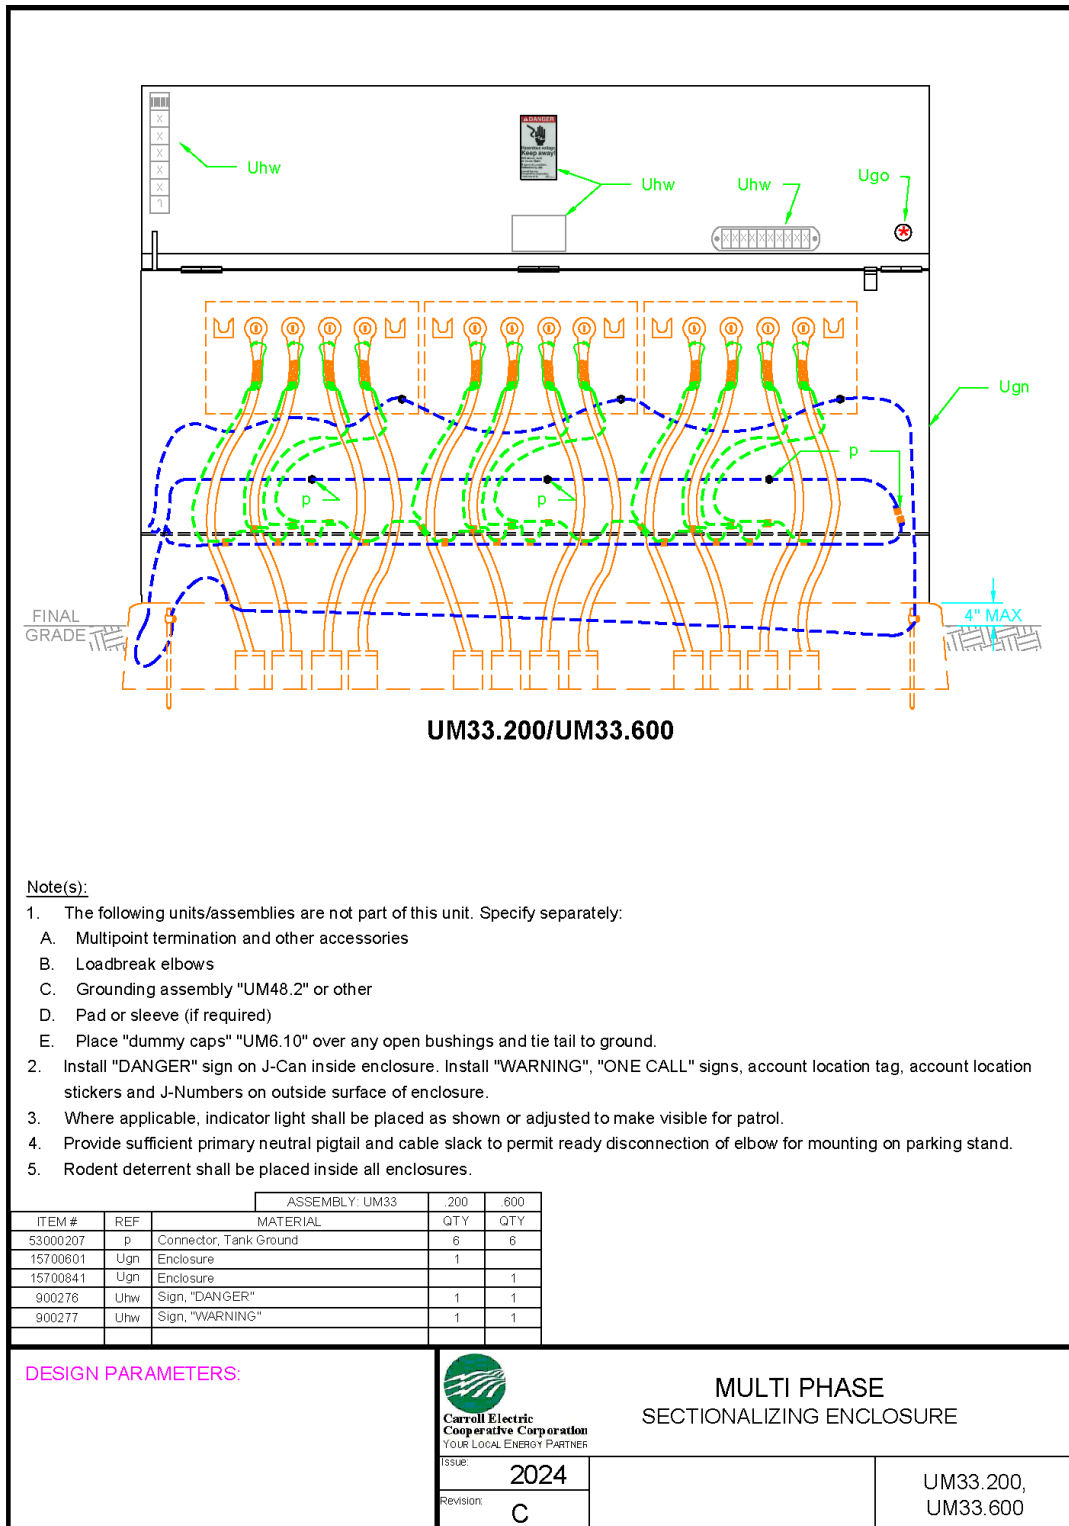 DANGER
Keep away!
Uhw
Uhw
Uhw
Ugo
Ugn
p
p
p
FINAL
GRADE
4" MAX
UM33.200/UM33.600
Note(s):
1. The following units/assemblies are not part of this unit. Specify separately:
A. Multipoint termination and other accessories
B. Loadbreak elbows
C. Grounding assembly "UM48.2" or other
D. Pad or sleeve (if required)
E. Place "dummy caps" "UM6.10" over any open bushings and tie tail to ground.
2. Install "DANGER" sign on J-Can inside enclosure. Install "WARNING", "ONE CALL" signs, account location tag, account location
stickers and J-Numbers on outside surface of enclosure.
3. Where applicable, indicator light shall be placed as shown or adjusted to make visible for patrol.
4. Provide sufficient primary neutral pigtail and cable slack to permit ready disconnection of elbow for mounting on parking stand.
5. Rodent deterrent shall be placed inside all enclosures.
ASSEMBLY: UM33 .200 .600
ITEM # REF MATERIAL QTY QTY
53000207 p Connector, Tank Ground 6 6
15700601 Ugn Enclosure 1
15700841 Ugn Enclosure 1
900276 Uhw Sign, "DANGER" 1 1
900277 Uhw Sign, "WARNING" 1 1
DESIGN PARAMETERS:
Carroll Electric
Cooperative Corporation
YOUR LOCAL ENERGY PARTNER
MULTI PHASE
SECTIONALIZING ENCLOSURE
Issue:
2024
Revision:
C
UM33.200,
UM33.600